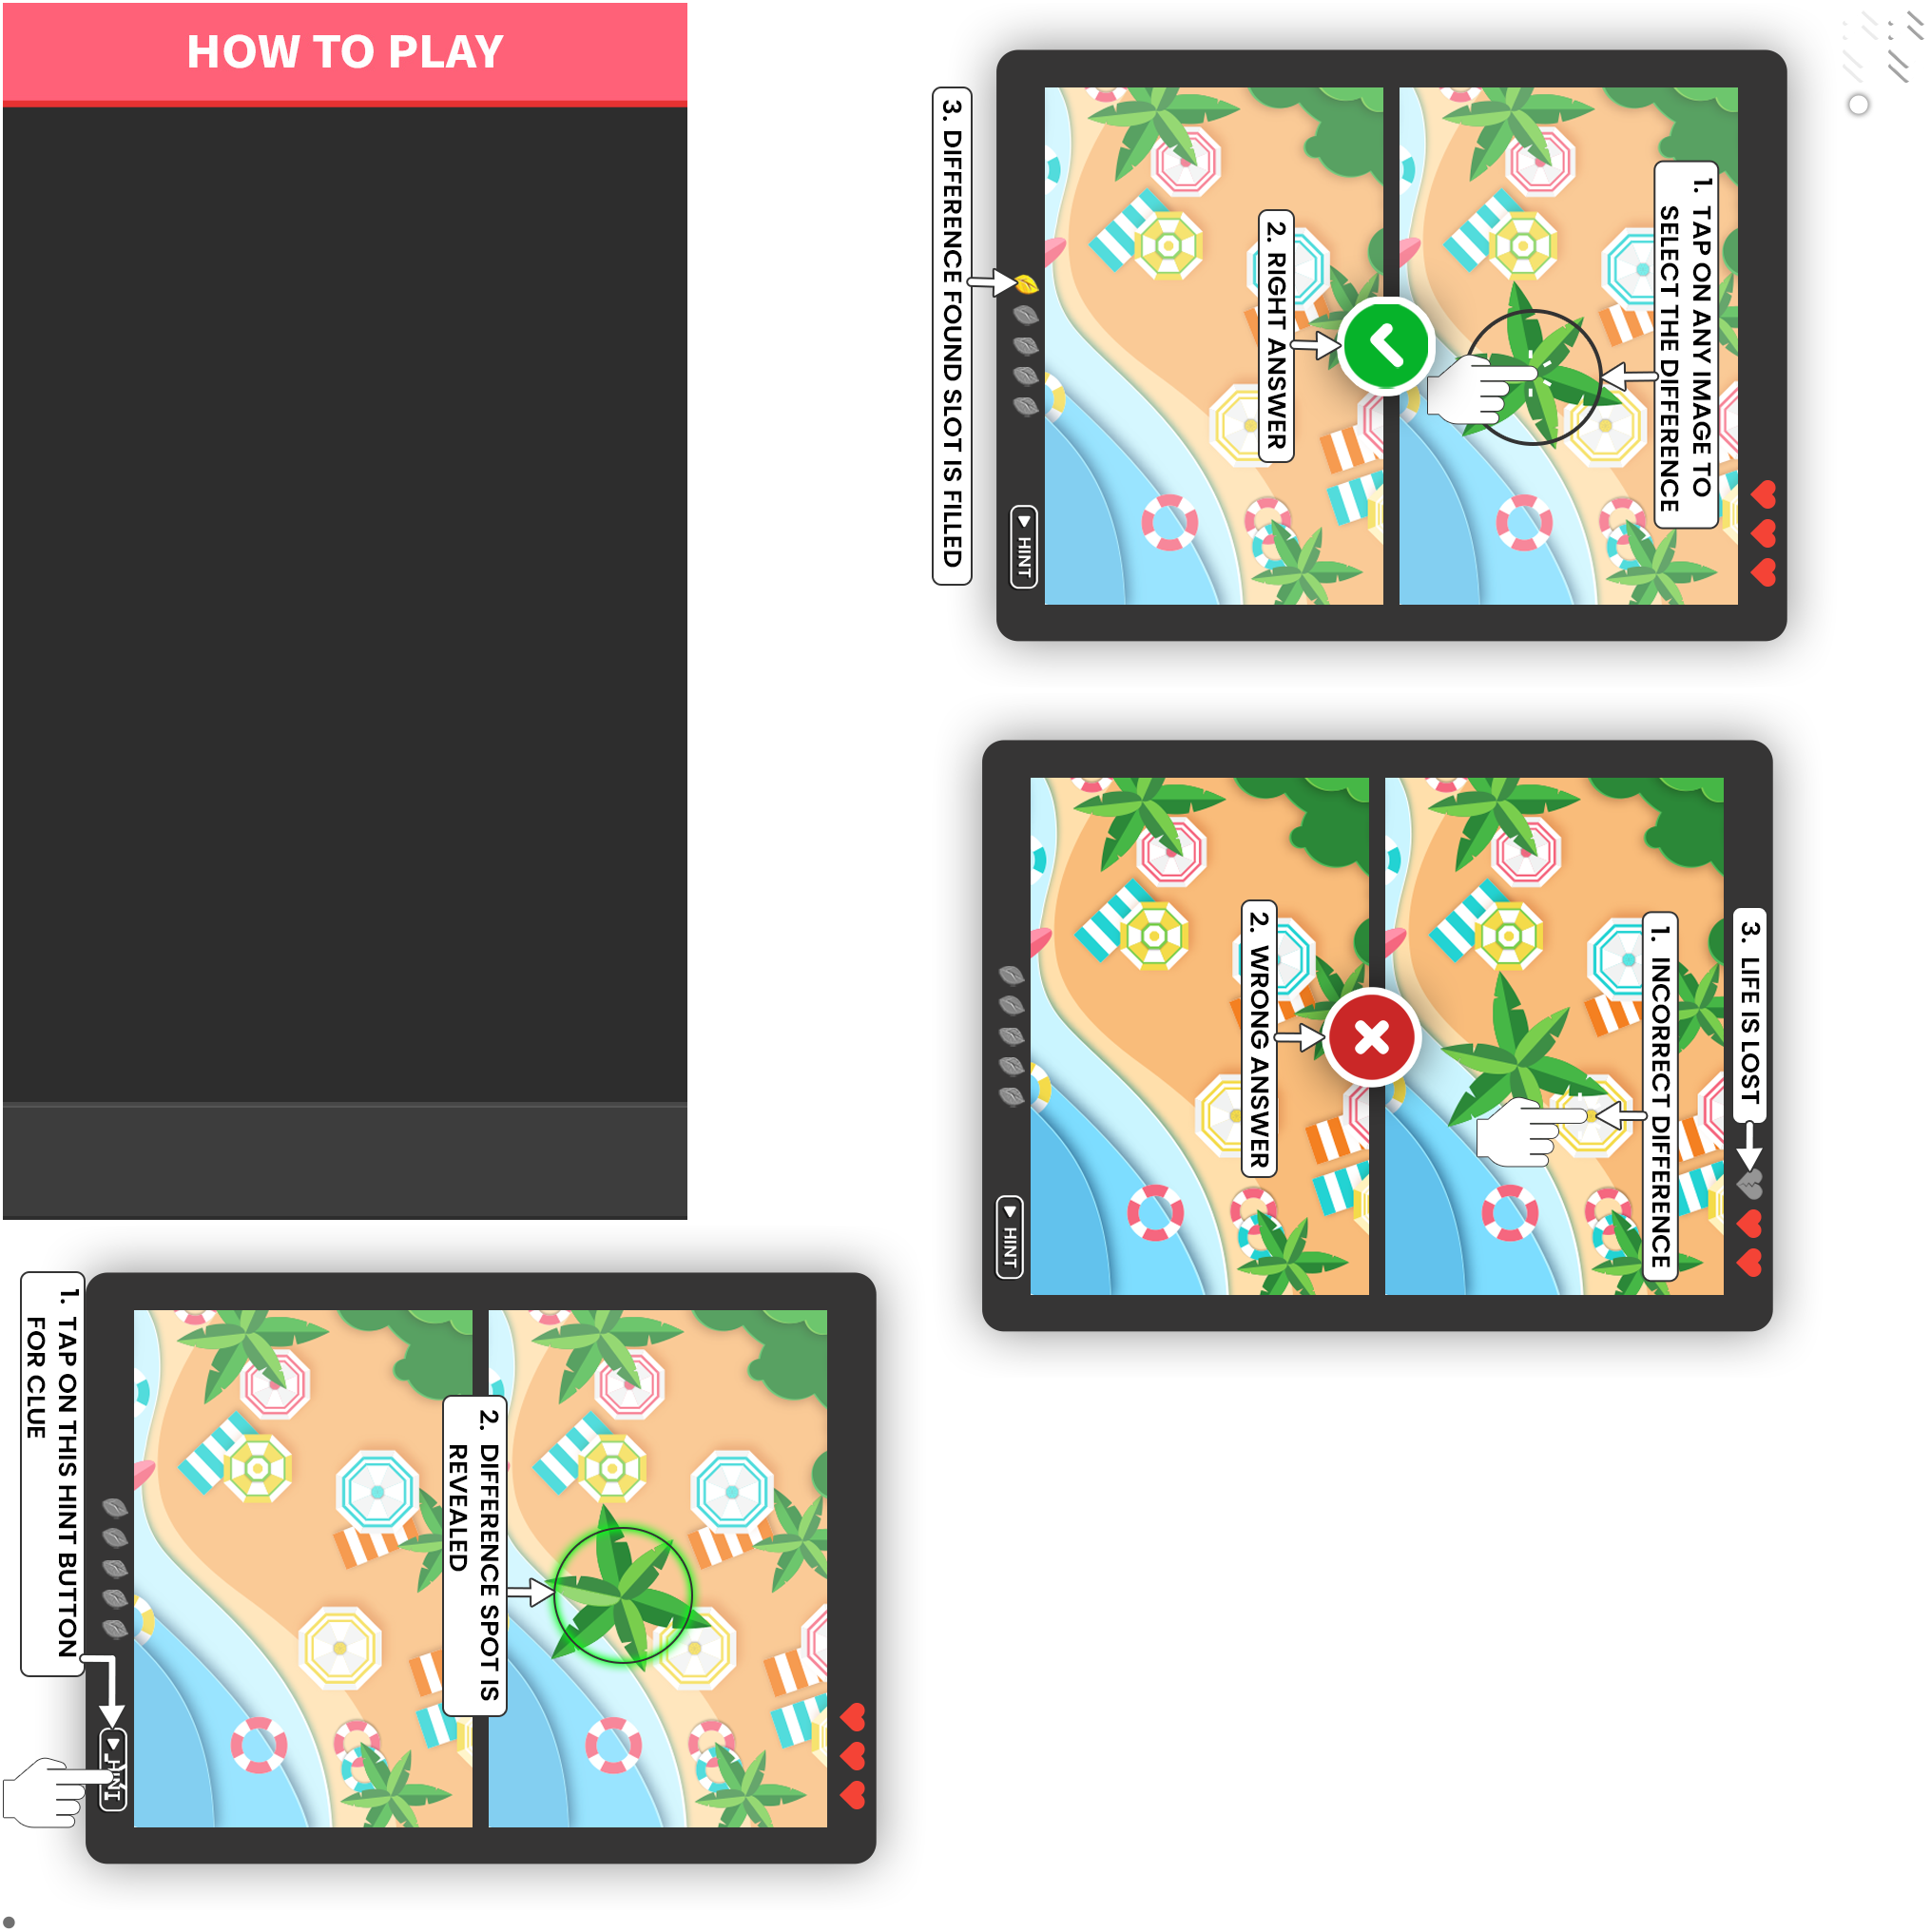 HOW TO PLAY
1. TAP ON ANY IMAGE TO
SELECT THE DIFFERENCE
2. RIGHT ANSWER
3. DIFFERENCE FOUND SLOT IS FILLED
HINT
1. INCORRECT DIFFERENCE
2. WRONG ANSWER
3. LIFE IS LOST
HINT
1. TAP ON THIS HINT BUTTON
FOR CLUE
2. DIFFERENCE SPOT IS
REVEALED
HINT